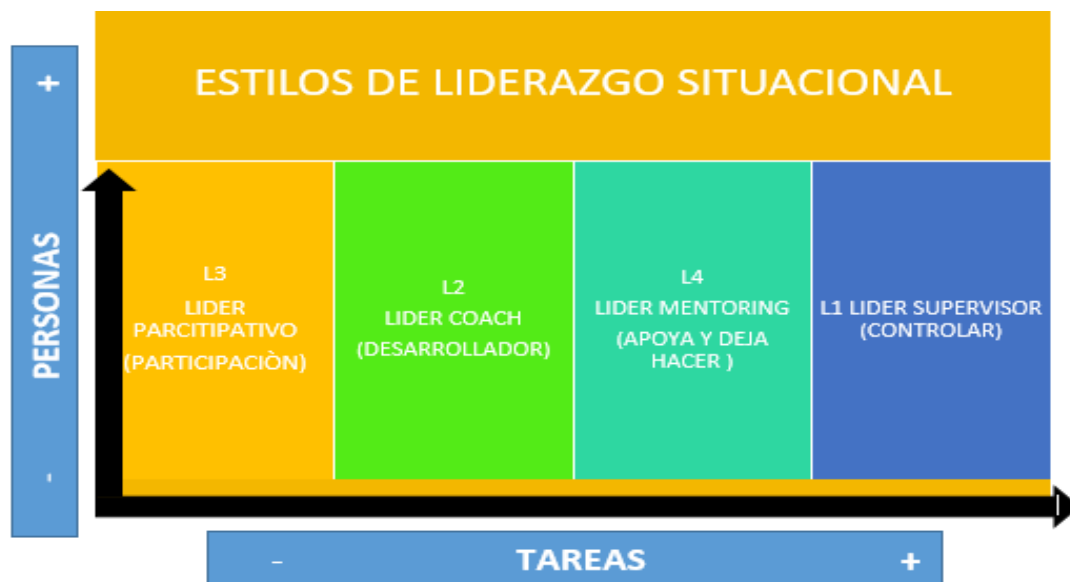 ESTILOS DE LIDERAZGO SITUACIONAL
+
PERSONAS
-
L3
LIDER
PARCITIPATIVO
(PARTICIPACIÒN)
L2
LIDER COACH
(DESARROLLADOR)
L4
LIDER MENTORING
(APOYA Y DEJA
HACER )
L1 LIDER SUPERVISOR
(CONTROLAR)
- TAREAS +